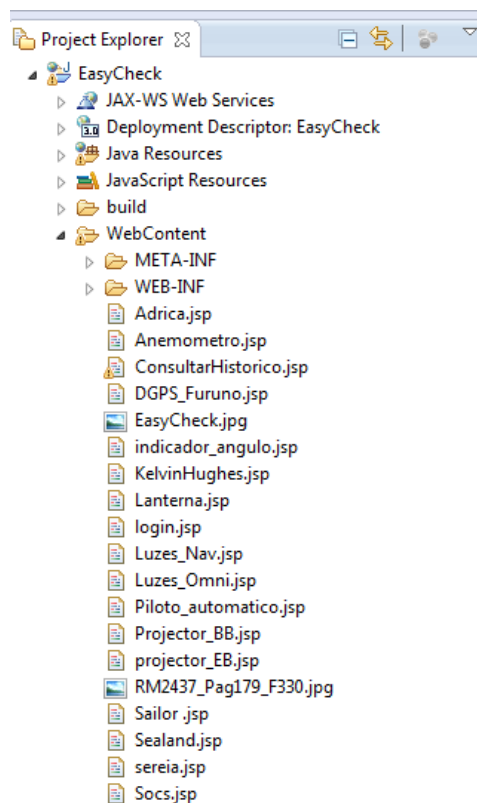 Project Explorer
EasyCheck
JAX-WS Web Services
3.0 Deployment Descriptor: EasyCheck
Java Resources
JavaScript Resources
build
WebContent
META-INF
WEB-INF
Adrica.jsp
Anemometro.jsp
ConsultarHistorico.jsp
DGPS_Furuno.jsp
EasyCheck.jpg
indicador_angulo.jsp
KelvinHughes.jsp
Lanterna.jsp
login.jsp
Luzes_Nav.jsp
Luzes_Omni.jsp
Piloto_automatico.jsp
Projector_BB.jsp
projector_EB.jsp
RM2437_Pag179_F330.jpg
Sailor .jsp
Sealand.jsp
sereia.jsp
Socs.jsp